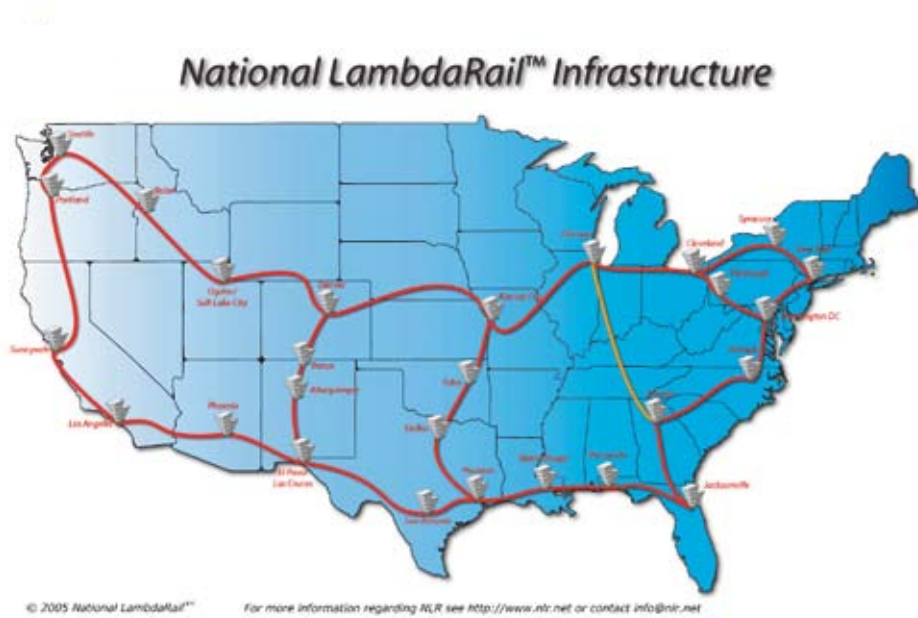 National LambdaRail™ Infrastructure
Seattle
Portland
Boise
Ogden/
Salt Lake City
Denver
Kansas City
Chicago
Cleveland
Pittsburgh
Syracuse
New York
Washington DC
Raleigh
Sunnyvale
Los Angeles
Phoenix
Albuquerque
El Paso/
Las Cruces
Tulsa
Dallas
Houston
San Antonio
Baton Rouge
Pensacola
Jacksonville
© 2005 National LambdaRail™
For more information regarding NLR see http://www.nlr.net or contact info@nlr.net